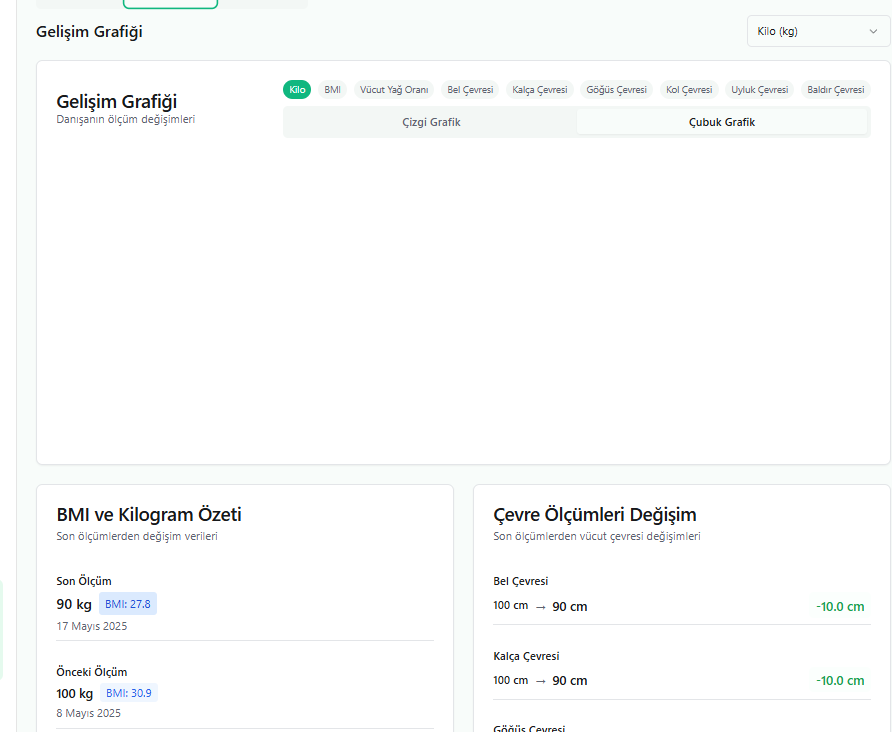 Gelişim Grafiği
Kilo (kg)
Gelişim Grafiği
Danışanın ölçüm değişimleri
Kilo BMI Vücut Yağ Oranı Bel Çevresi Kalça Çevresi Göğüs Çevresi Kol Çevresi Uyluk Çevresi Baldır Çevresi
Çizgi Grafik Çubuk Grafik
BMI ve Kilogram Özeti
Son ölçümlerden değişim verileri
Son Ölçüm
90 kg BMI: 27.8
17 Mayıs 2025
Önceki Ölçüm
100 kg BMI: 30.9
8 Mayıs 2025
Çevre Ölçümleri Değişim
Son ölçümlerden vücut çevresi değişimleri
Bel Çevresi
100 cm → 90 cm -10.0 cm
Kalça Çevresi
100 cm → 90 cm -10.0 cm
Göğüs Çevresi